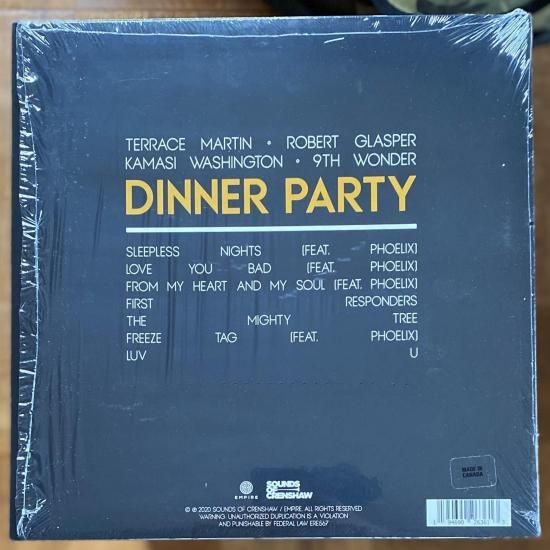 TERRACE MARTIN • ROBERT GLASPER
KAMASI WASHINGTON • 9TH WONDER
DINNER PARTY
SLEEPLESS NIGHTS (FEAT. PHOELIX)
LOVE YOU BAD (FEAT. PHOELIX)
FROM MY HEART AND MY SOUL (FEAT. PHOELIX)
FIRST RESPONDERS
THE MIGHTY TREE
FREEZE TAG (FEAT. PHOELIX)
LUV U
MADE IN
CANADA
EMPIRE
SOUNDS
OF
CRENSHAW
© ℗ 2020 SOUNDS OF CRENSHAW / EMPIRE. ALL RIGHTS RESERVED
WARNING: UNAUTHORIZED DUPLICATION IS A VIOLATION
AND PUNISHABLE BY FEDERAL LAW ERE667